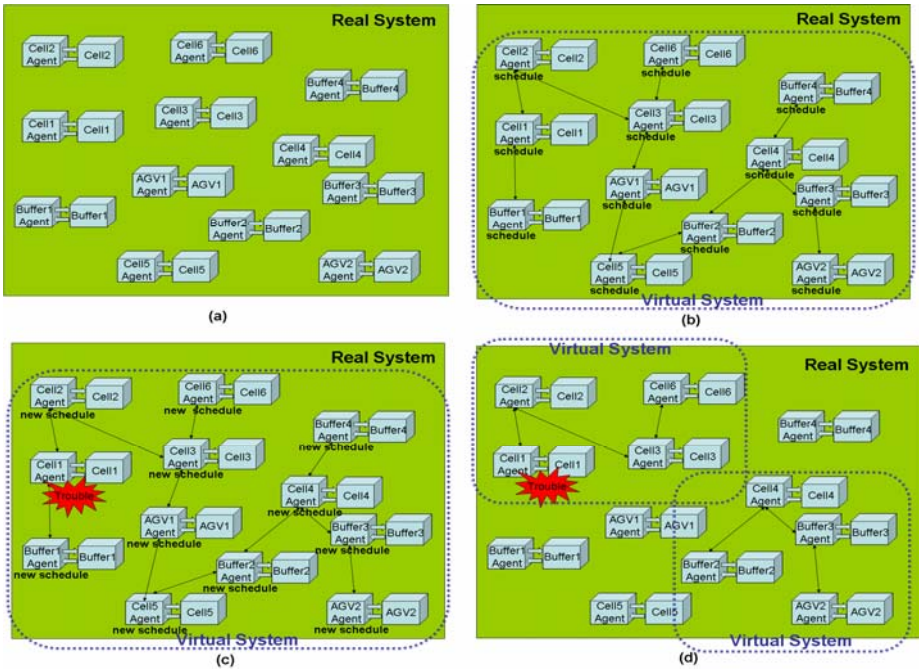 Real System
Cell2
Agent
Cell2
Cell6
Agent
Cell6
Buffer4
Agent
Buffer4
Cell1
Agent
Cell1
Cell3
Agent
Cell3
Cell4
Agent
Cell4
AGV1
Agent
AGV1
Buffer3
Agent
Buffer3
Buffer1
Agent
Buffer1
Buffer2
Agent
Buffer2
Cell5
Agent
Cell5
AGV2
Agent
AGV2
(a)
Real System
Cell2
Agent
Cell2
schedule
Cell6
Agent
Cell6
schedule
Buffer4
Agent
Buffer4
schedule
Cell1
Agent
Cell1
schedule
Cell3
Agent
Cell3
schedule
Cell4
Agent
Cell4
schedule
AGV1
Agent
AGV1
schedule
Buffer3
Agent
Buffer3
schedule
Buffer1
Agent
Buffer1
schedule
Buffer2
Agent
Buffer2
schedule
Cell5
Agent
Cell5
schedule
AGV2
Agent
AGV2
schedule
Virtual System
(b)
Real System
Cell2
Agent
Cell2
new schedule
Cell6
Agent
Cell6
new schedule
Buffer4
Agent
Buffer4
new schedule
Cell1
Agent
Cell1
Trouble
Cell3
Agent
Cell3
new schedule
Cell4
Agent
Cell4
new schedule
AGV1
Agent
AGV1
new schedule
Buffer3
Agent
Buffer3
new schedule
Buffer1
Agent
Buffer1
new schedule
Buffer2
Agent
Buffer2
new schedule
Cell5
Agent
Cell5
new schedule
AGV2
Agent
AGV2
new schedule
Virtual System
(c)
Virtual System
Real System
Cell2
Agent
Cell2
Cell6
Agent
Cell6
Buffer4
Agent
Buffer4
Cell1
Agent
Cell1
Trouble
Cell3
Agent
Cell3
Cell4
Agent
Cell4
AGV1
Agent
AGV1
Buffer3
Agent
Buffer3
Buffer1
Agent
Buffer1
Buffer2
Agent
Buffer2
Cell5
Agent
Cell5
AGV2
Agent
AGV2
Virtual System
(d)